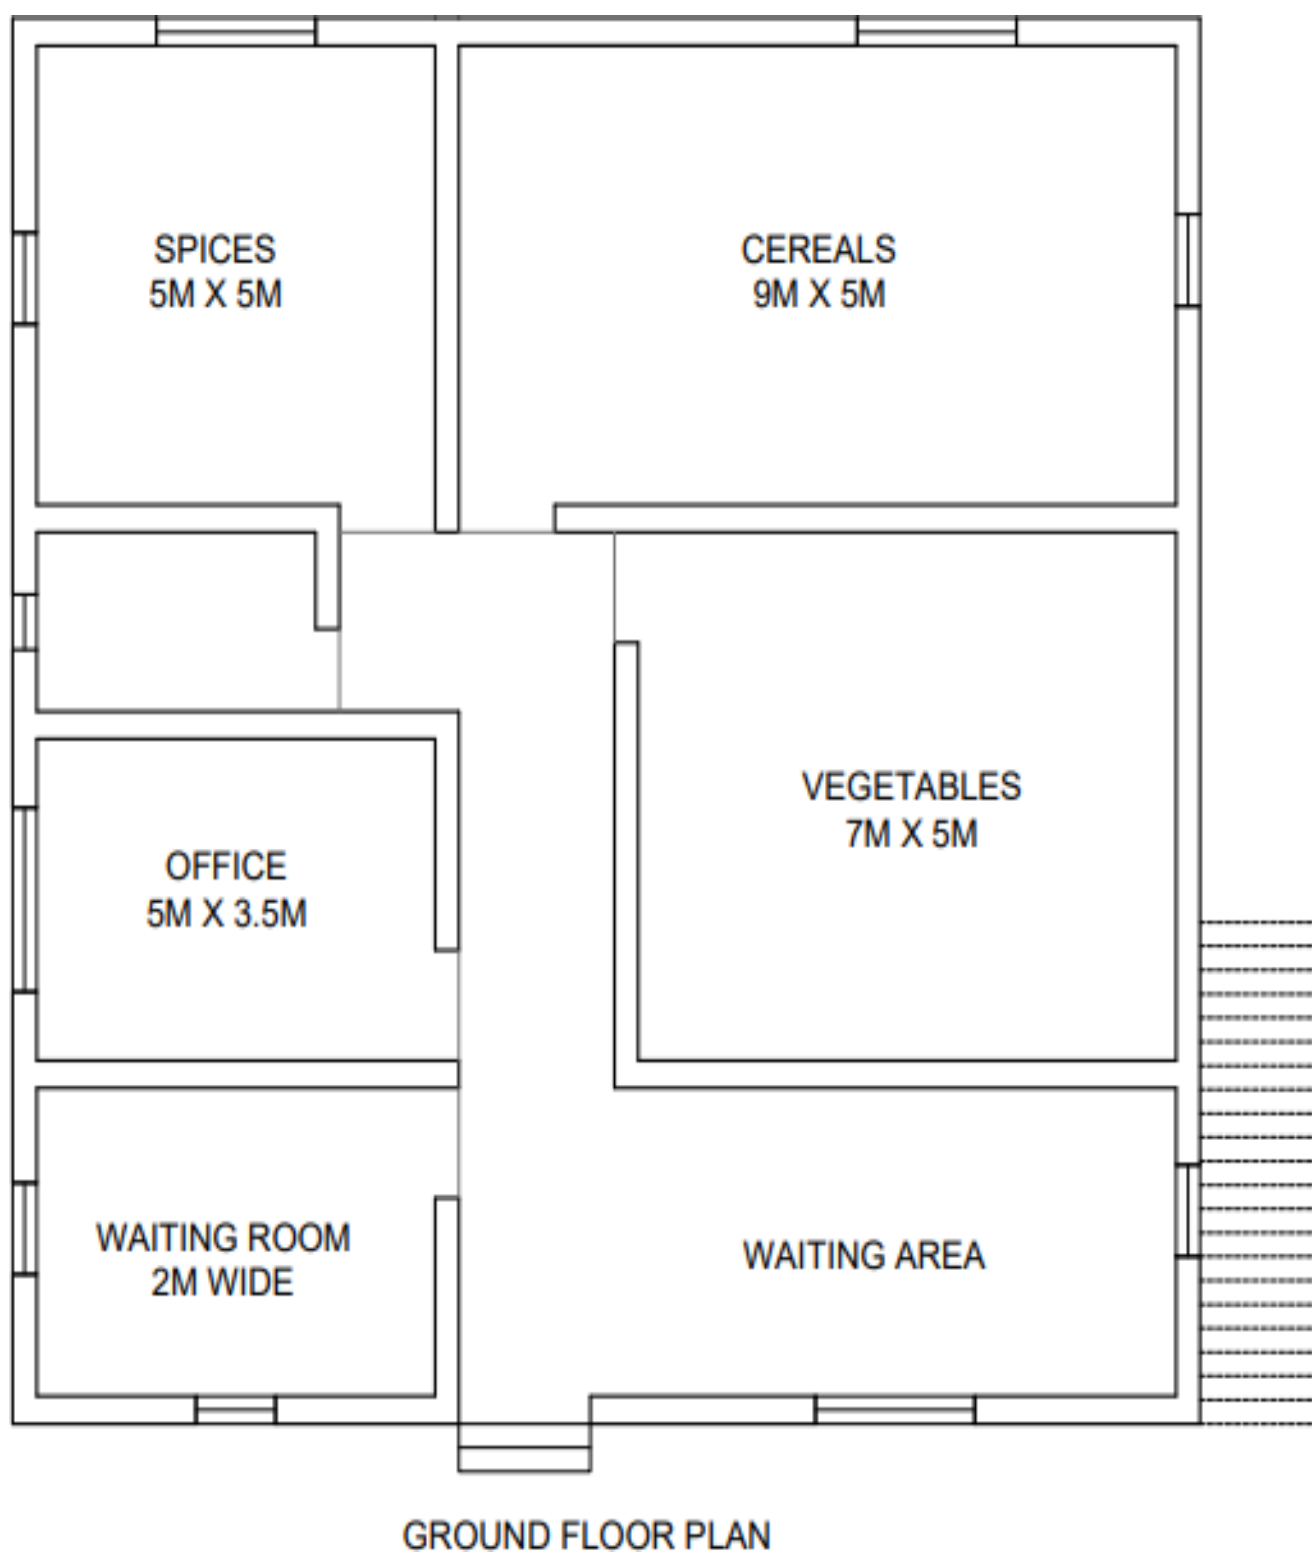 SPICES
5M X 5M
CEREALS
9M X 5M
VEGETABLES
7M X 5M
OFFICE
5M X 3.5M
WAITING ROOM
2M WIDE
WAITING AREA
GROUND FLOOR PLAN